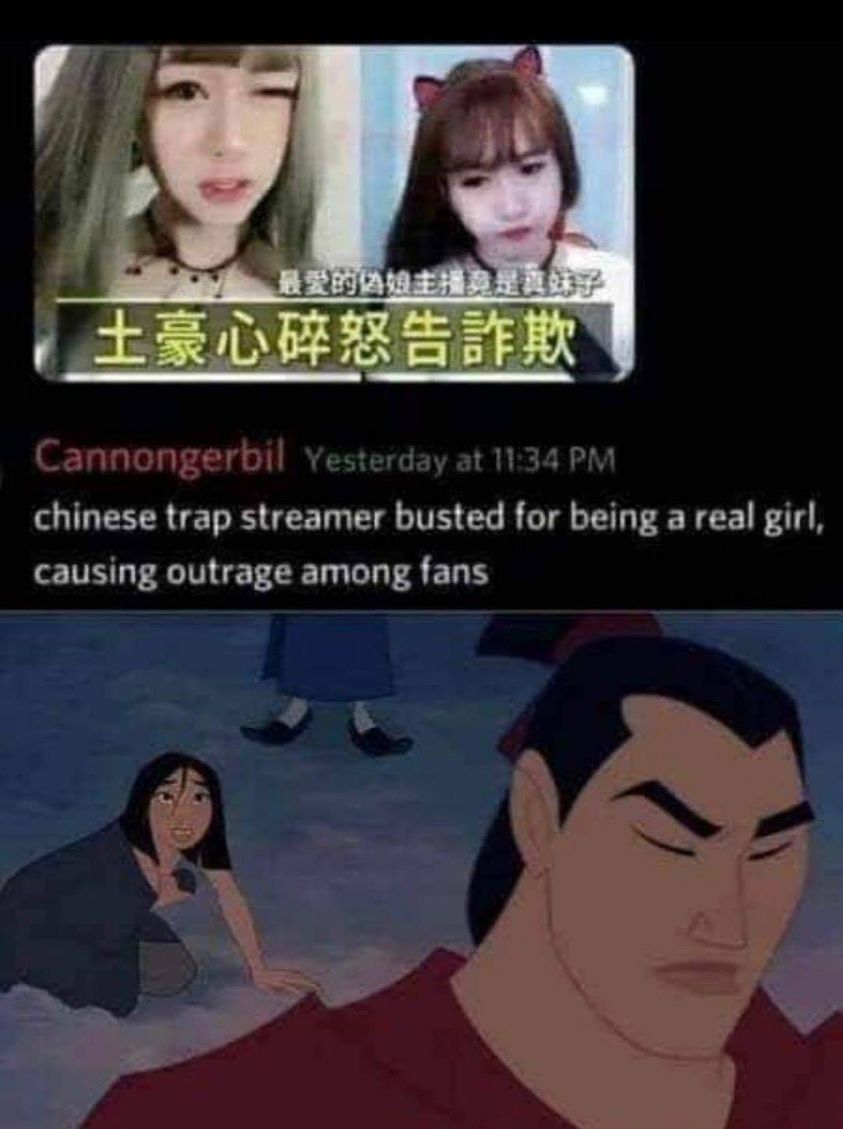 最愛的偽娘主播竟是真妹子
土豪心碎怒告詐欺
Cannongerbil Yesterday at 11:34 PM
chinese trap streamer busted for being a real girl,
causing outrage among fans